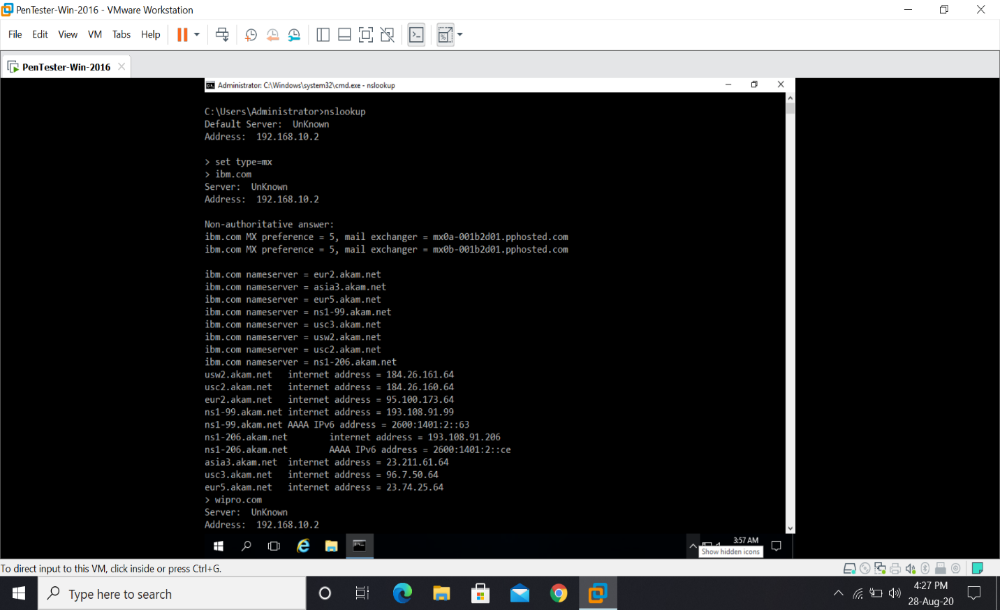 PenTester-Win-2016 - VMware Workstation
File Edit View VM Tabs Help
PenTester-Win-2016
Administrator: C:\Windows\system32\cmd.exe - nslookup
C:\Users\Administrator>nslookup
Default Server:  UnKnown
Address:  192.168.10.2
> set type=mx
> ibm.com
Server:  UnKnown
Address:  192.168.10.2
Non-authoritative answer:
ibm.com MX preference = 5, mail exchanger = mx0a-001b2d01.pphosted.com
ibm.com MX preference = 5, mail exchanger = mx0b-001b2d01.pphosted.com
ibm.com nameserver = eur2.akam.net
ibm.com nameserver = asia3.akam.net
ibm.com nameserver = eur5.akam.net
ibm.com nameserver = ns1-99.akam.net
ibm.com nameserver = usc3.akam.net
ibm.com nameserver = usw2.akam.net
ibm.com nameserver = usc2.akam.net
ibm.com nameserver = ns1-206.akam.net
usw2.akam.net   internet address = 184.26.161.64
usc2.akam.net   internet address = 184.26.160.64
eur2.akam.net   internet address = 95.100.173.64
ns1-99.akam.net internet address = 193.108.91.99
ns1-99.akam.net AAAA IPv6 address = 2600:1401:2::63
ns1-206.akam.net        internet address = 193.108.91.206
ns1-206.akam.net        AAAA IPv6 address = 2600:1401:2::ce
asia3.akam.net  internet address = 23.211.61.64
usc3.akam.net   internet address = 96.7.50.64
eur5.akam.net   internet address = 23.74.25.64
> wipro.com
Server:  UnKnown
Address:  192.168.10.2
3:57 AM
Show hidden icons
To direct input to this VM, click inside or press Ctrl+G.
Type here to search
4:27 PM
28-Aug-20